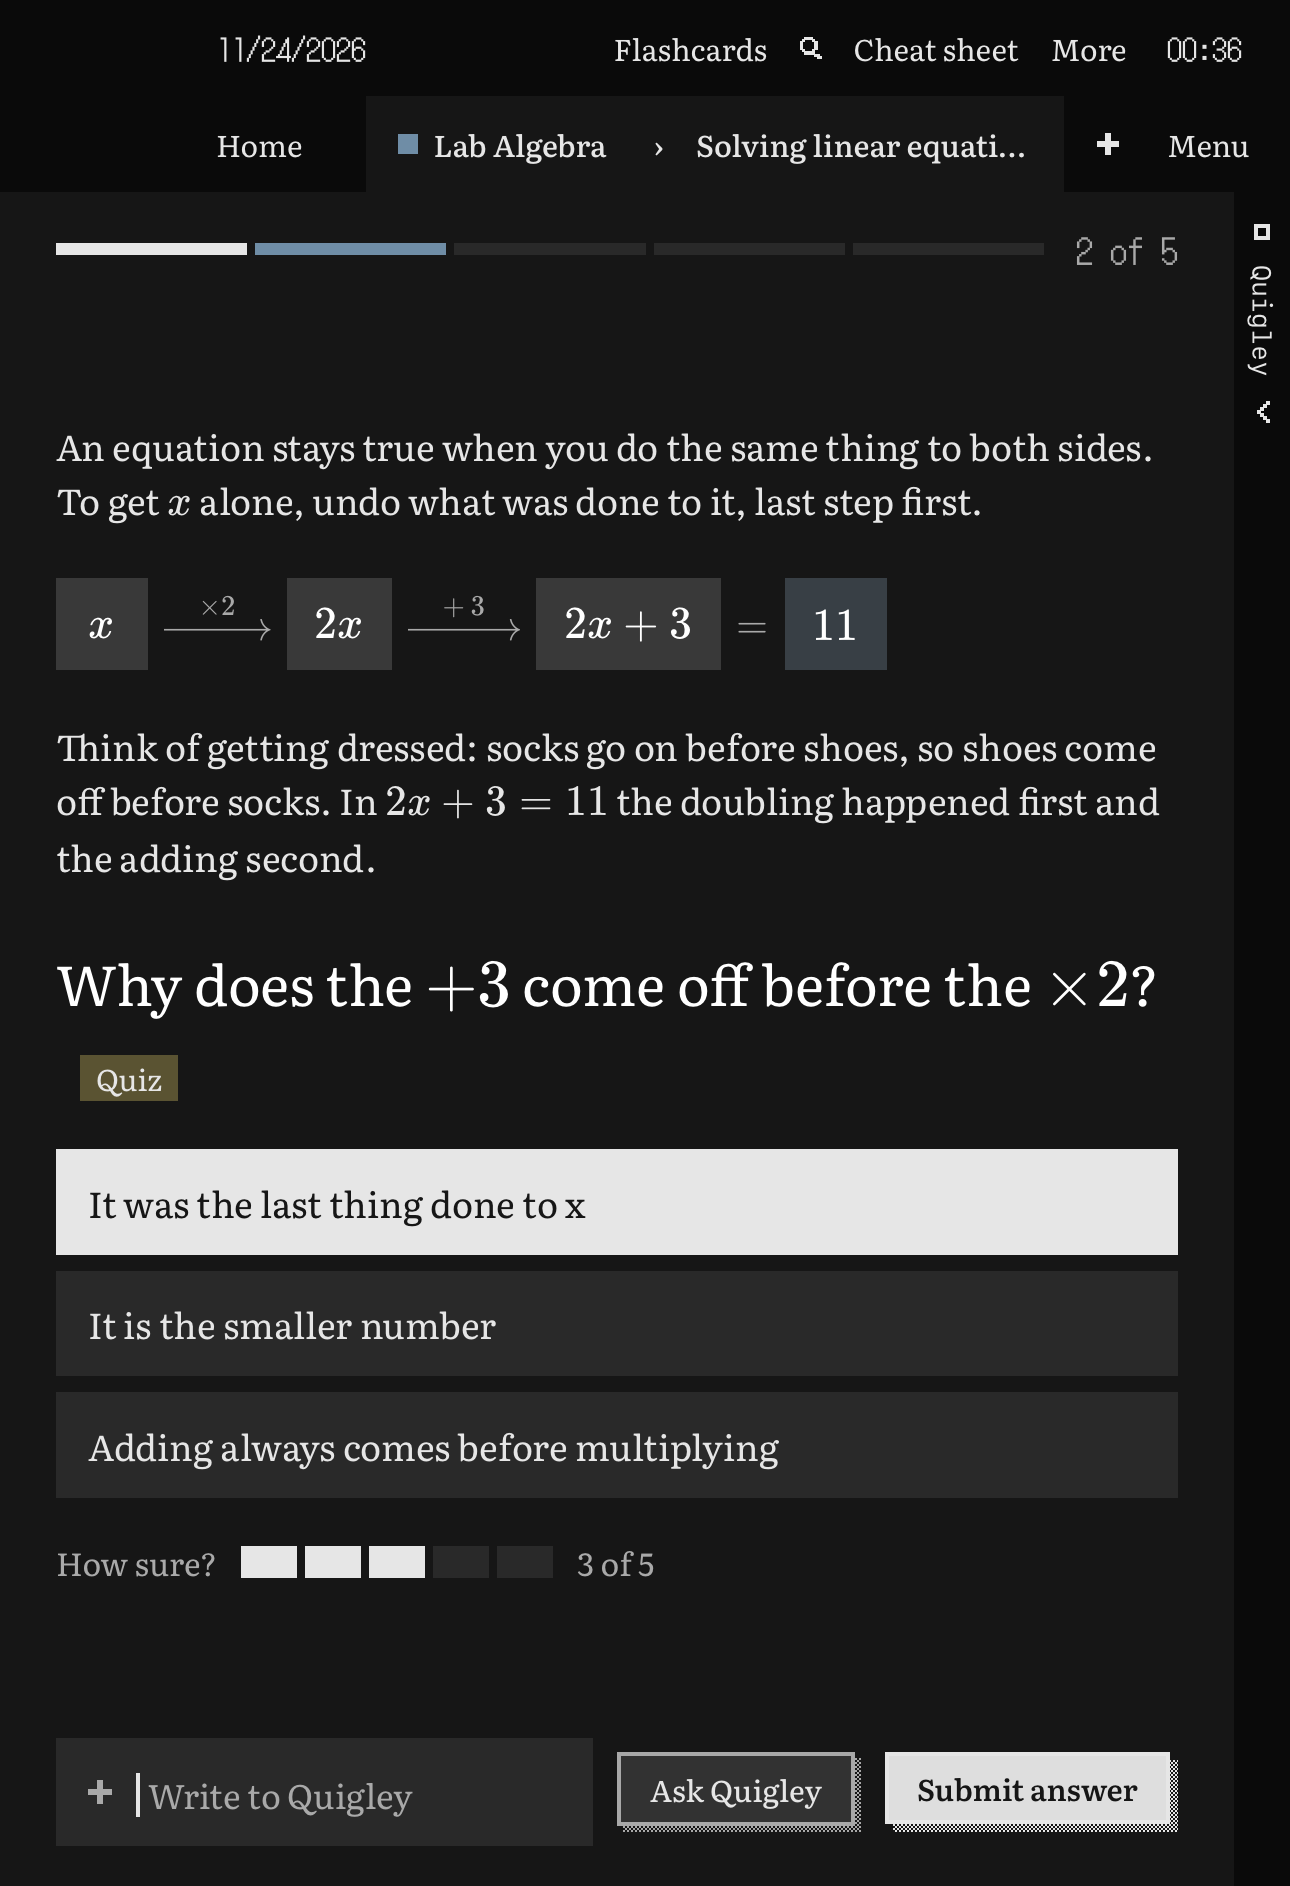 11/24/2026 Flashcards Cheat sheet More 00:36
Home Lab Algebra › Solving linear equati... Menu
2 of 5
Quigley
An equation stays true when you do the same thing to both sides.
To get x alone, undo what was done to it, last step first.
x ×2 2x +3 2x + 3 = 11
Think of getting dressed: socks go on before shoes, so shoes come
off before socks. In 2x + 3 = 11 the doubling happened first and
the adding second.
Why does the +3 come off before the ×2?
Quiz
It was the last thing done to x
It is the smaller number
Adding always comes before multiplying
How sure? 3 of 5
Write to Quigley Ask Quigley Submit answer